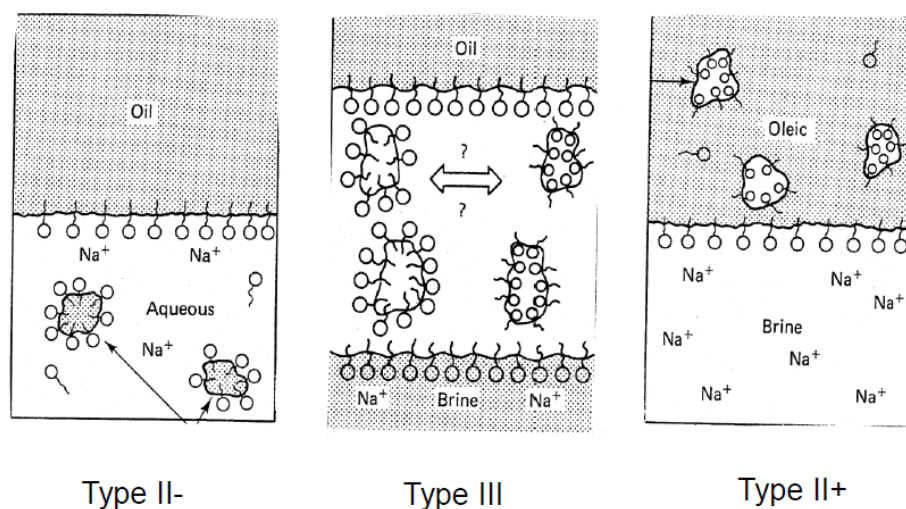 Oil
Na+ Na+
Aqueous
Na+
Type II-
Oil
?
?
Na+ Brine Na+
Type III
Oleic
Na+ Na+
Na+
Na+ Brine
Na+
Na+ Na+
Type II+